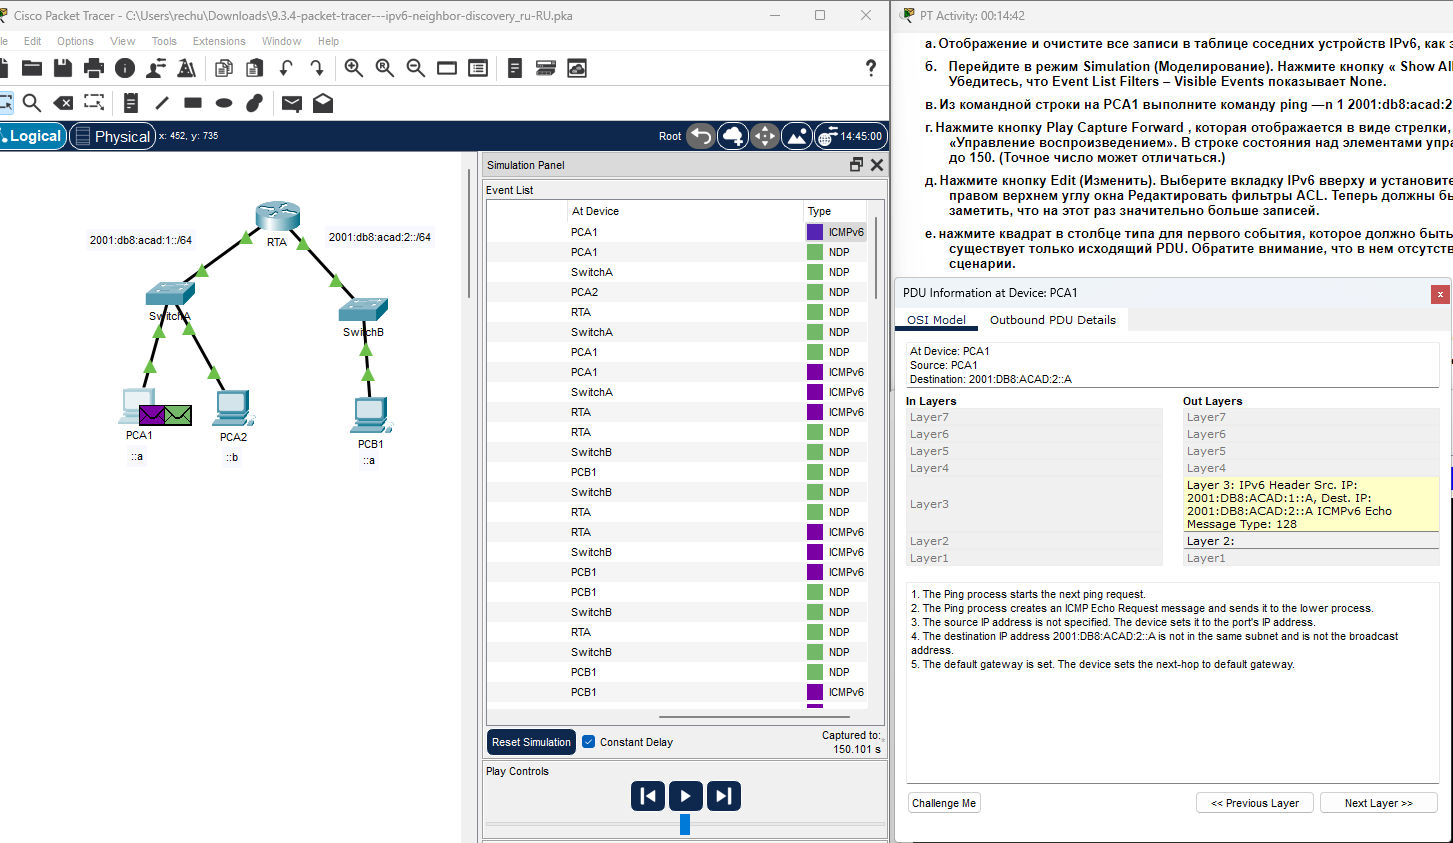 Cisco Packet Tracer - C:\Users\rechu\Downloads\9.3.4-packet-tracer---ipv6-neighbor-discovery_ru-RU.pka
Edit Options View Tools Extensions Window Help
?
Logical Physical x: 452, y: 735 Root 14:45:00
2001:db8:acad:1::/64
RTA
2001:db8:acad:2::/64
SwitchA
SwitchB
PCA1
::a
PCA2
::b
PCB1
::a
Simulation Panel
Event List
At Device Type
PCA1 ICMPv6
PCA1 NDP
SwitchA NDP
PCA2 NDP
RTA NDP
SwitchA NDP
PCA1 NDP
PCA1 ICMPv6
SwitchA ICMPv6
RTA ICMPv6
RTA NDP
SwitchB NDP
PCB1 NDP
SwitchB NDP
RTA NDP
RTA ICMPv6
SwitchB ICMPv6
PCB1 ICMPv6
PCB1 NDP
SwitchB NDP
RTA NDP
SwitchB NDP
PCB1 NDP
PCB1 ICMPv6
Reset Simulation Constant Delay Captured to:
150.101 s
Play Controls
PT Activity: 00:14:42
а. Отображение и очистите все записи в таблице соседних устройств IPv6, как
б. Перейдите в режим Simulation (Моделирование). Нажмите кнопку « Show All
Убедитесь, что Event List Filters – Visible Events показывает None.
в. Из командной строки на PCA1 выполните команду ping —n 1 2001:db8:acad:2
г. Нажмите кнопку Play Capture Forward , которая отображается в виде стрелки,
«Управление воспроизведением». В строке состояния над элементами упра
до 150. (Точное число может отличаться.)
д. Нажмите кнопку Edit (Изменить). Выберите вкладку IPv6 вверху и установите
правом верхнем углу окна Редактировать фильтры ACL. Теперь должны бы
заметить, что на этот раз значительно больше записей.
е. нажмите квадрат в столбце типа для первого события, которое должно быть
существует только исходящий PDU. Обратите внимание, что в нем отсутств
сценарии.
PDU Information at Device: PCA1
OSI Model Outbound PDU Details
At Device: PCA1
Source: PCA1
Destination: 2001:DB8:ACAD:2::A
In Layers
Layer7
Layer6
Layer5
Layer4
Layer3
Layer2
Layer1
Out Layers
Layer7
Layer6
Layer5
Layer4
Layer 3: IPv6 Header Src. IP:
2001:DB8:ACAD:1::A, Dest. IP:
2001:DB8:ACAD:2::A ICMPv6 Echo
Message Type: 128
Layer 2:
Layer1
1. The Ping process starts the next ping request.
2. The Ping process creates an ICMP Echo Request message and sends it to the lower process.
3. The source IP address is not specified. The device sets it to the port's IP address.
4. The destination IP address 2001:DB8:ACAD:2::A is not in the same subnet and is not the broadcast
address.
5. The default gateway is set. The device sets the next-hop to default gateway.
Challenge Me << Previous Layer Next Layer >>